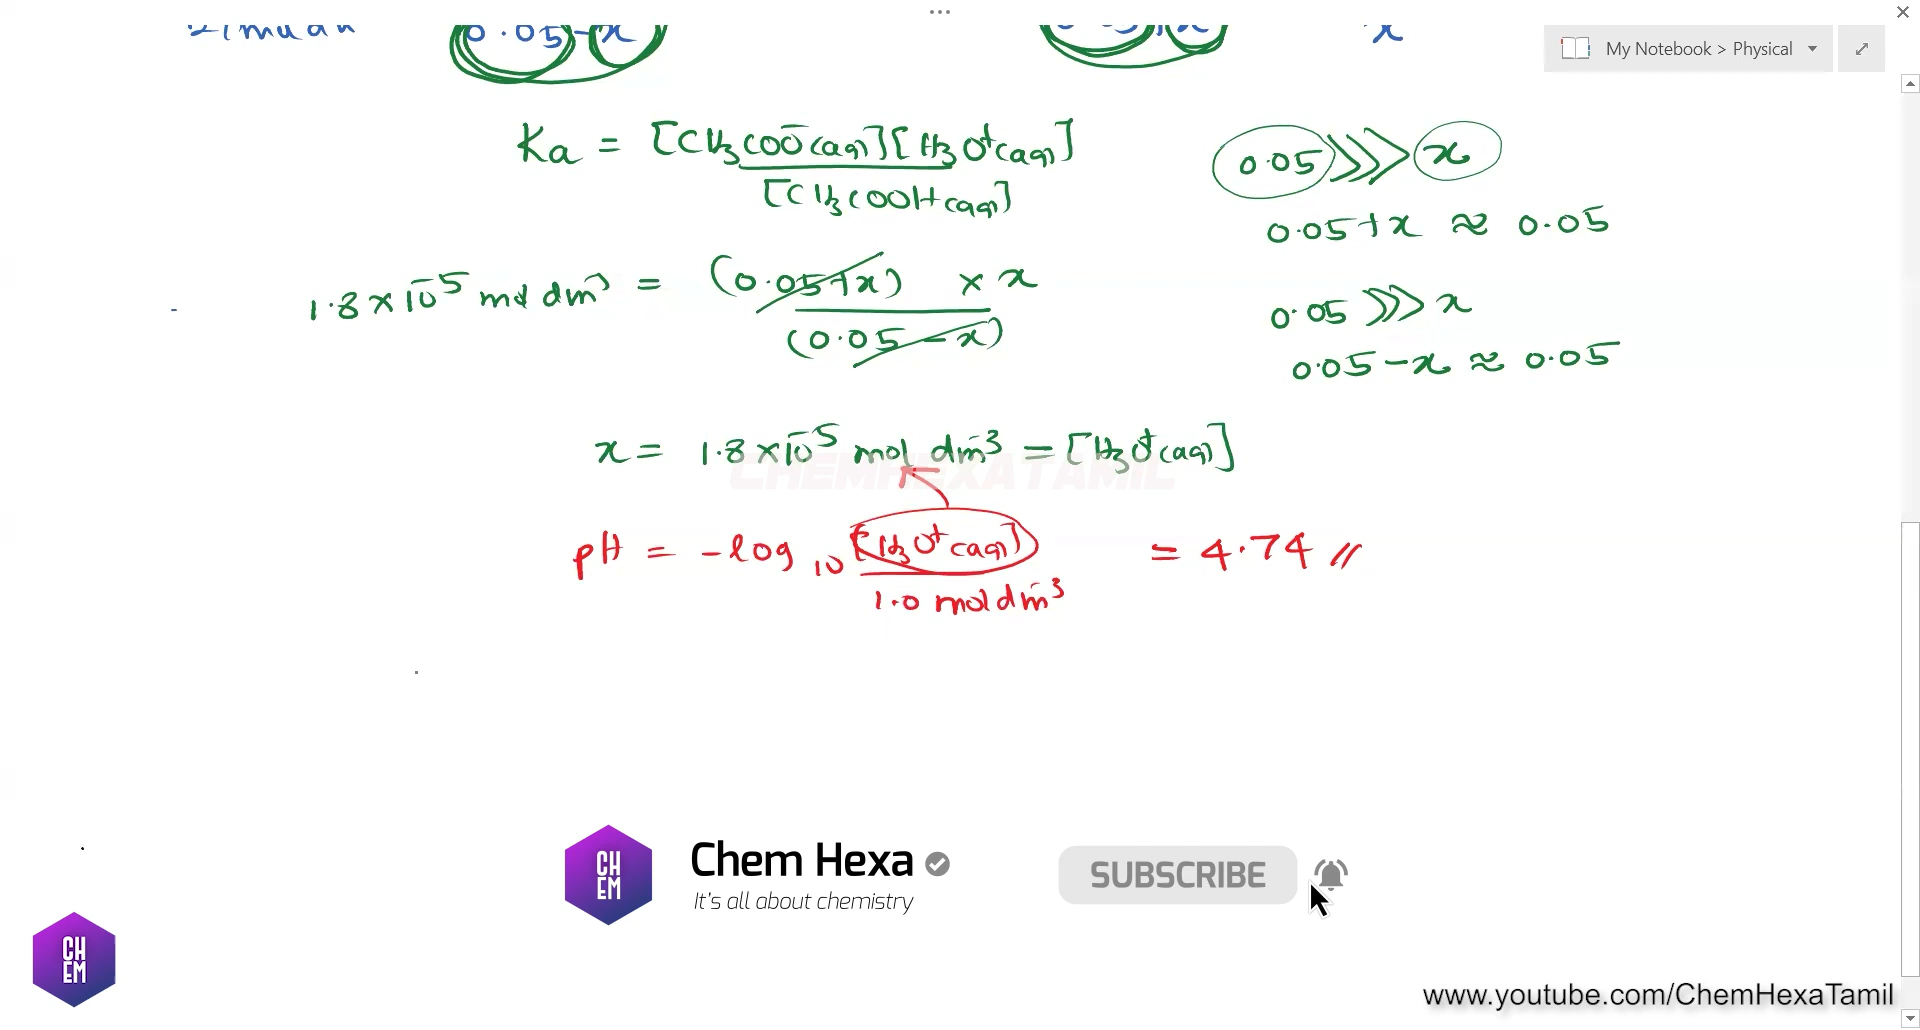 0.05-x x
My Notebook > Physical
Ka = [CH₃COO⁻(aq)][H₃O⁺(aq)]
[CH₃COOH(aq)]
0.05 >>> x
0.05+x ≈ 0.05
1.8×10⁻⁵ mol dm⁻³ = (0.05+x) × x
(0.05-x)
0.05 >>> x
0.05-x ≈ 0.05
x = 1.8×10⁻⁵ mol dm⁻³ = [H₃O⁺(aq)]
CHEMHEXATAMIL
pH = -log₁₀ [H₃O⁺(aq)] = 4.74 //
1.0 mol dm⁻³
CH
EM
Chem Hexa
It's all about chemistry
SUBSCRIBE
CH
EM
www.youtube.com/ChemHexaTamil